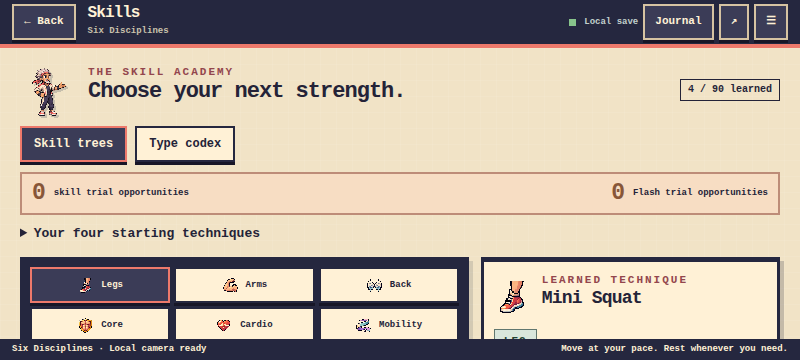 ← Back
Skills
Six Disciplines
Local save
Journal
↗
☰
THE SKILL ACADEMY
Choose your next strength.
4 / 90 learned
Skill trees
Type codex
0 skill trial opportunities
0 Flash trial opportunities
▶ Your four starting techniques
Legs
Arms
Back
Core
Cardio
Mobility
LEARNED TECHNIQUE
Mini Squat
Six Disciplines · Local camera ready
Move at your pace. Rest whenever you need.